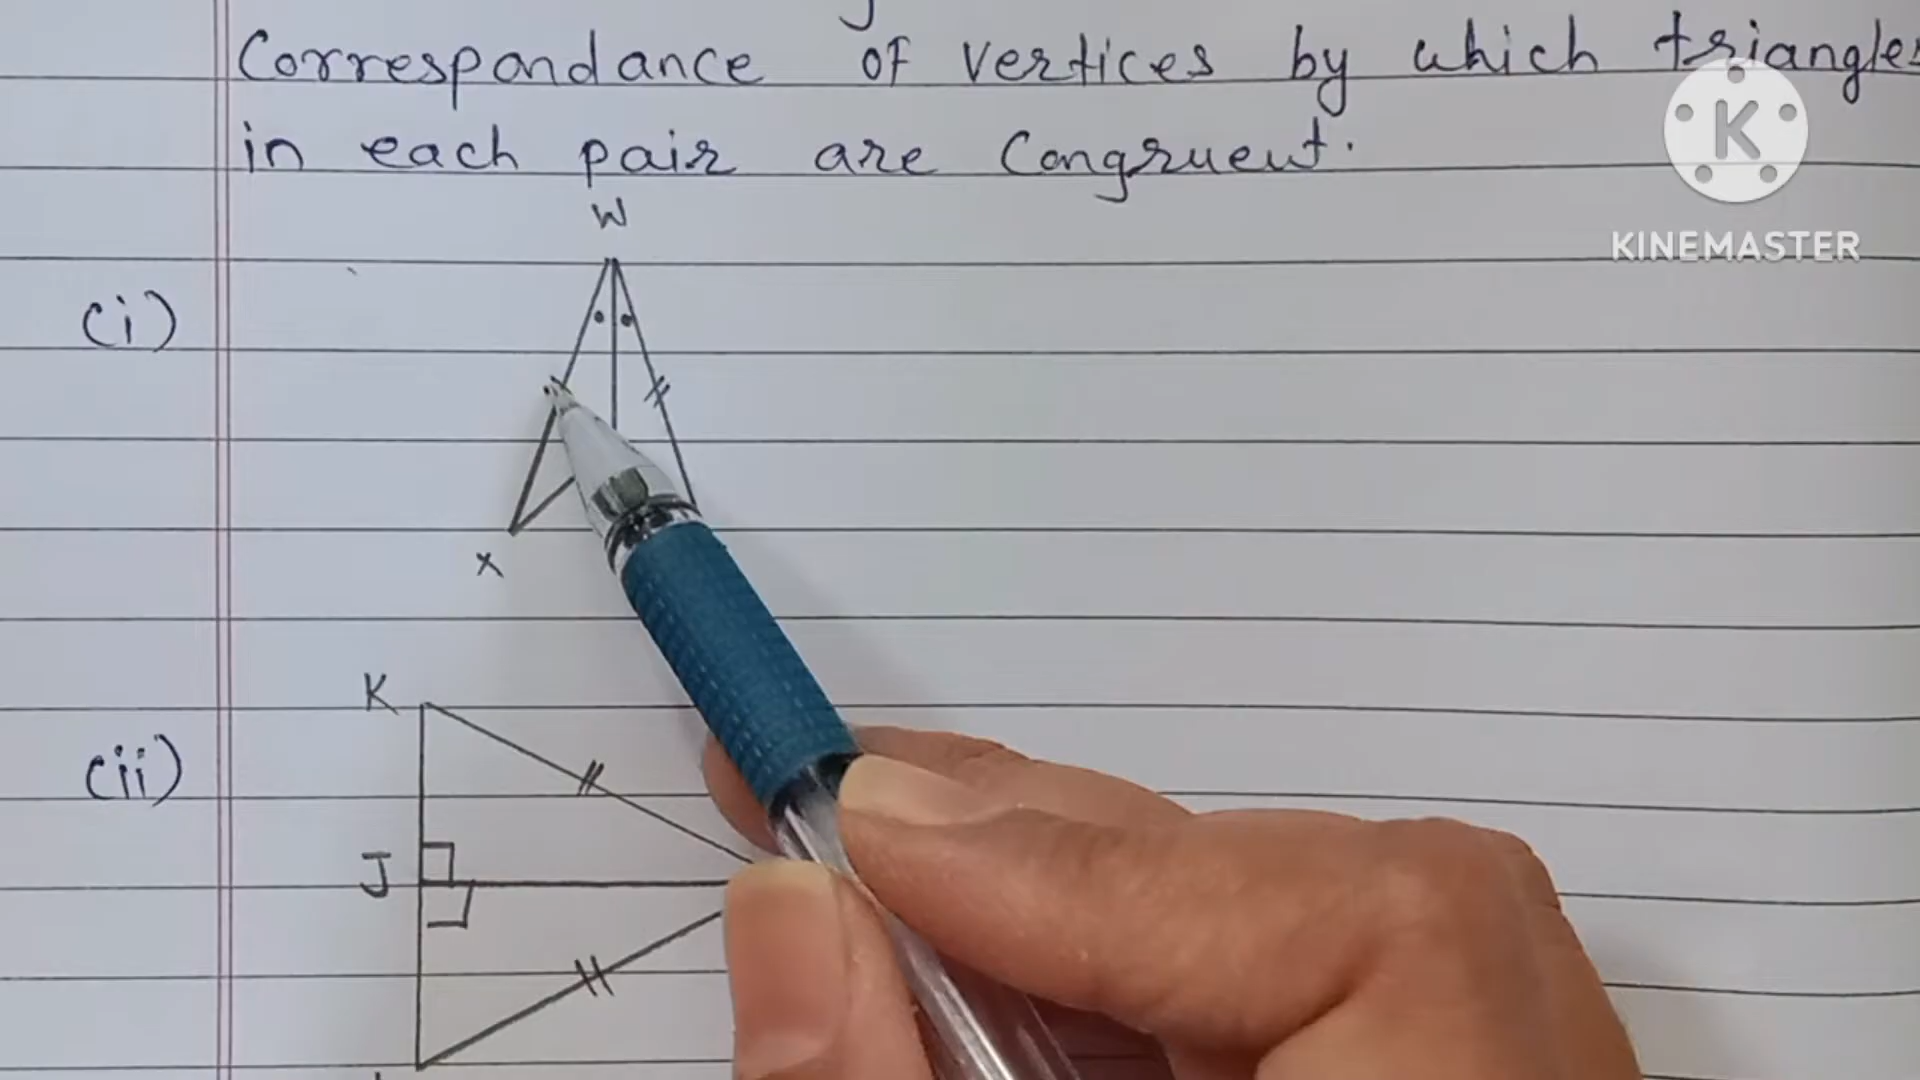 Correspondance of vertices by which triangles
in each pair are Congruent.
K
KINEMASTER
W
(i)
X
K
(ii)
J